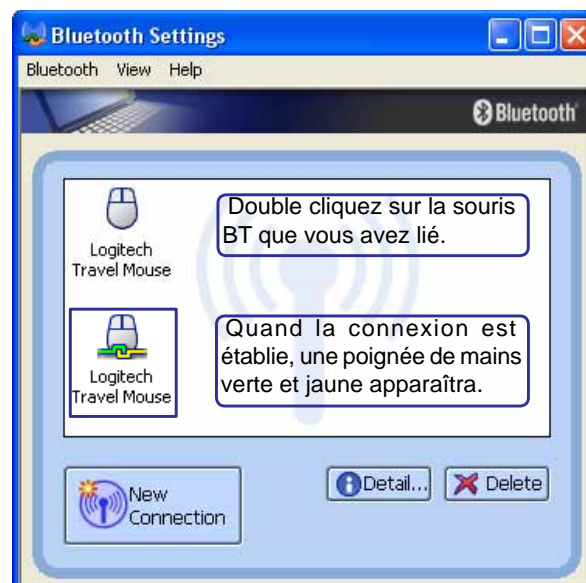 Bluetooth Settings
Bluetooth View Help
Bluetooth
Logitech
Travel Mouse
Double cliquez sur la souris
BT que vous avez lié.
Logitech
Travel Mouse
Quand la connexion est
établie, une poignée de mains
verte et jaune apparaîtra.
New
Connection
Detail...
Delete